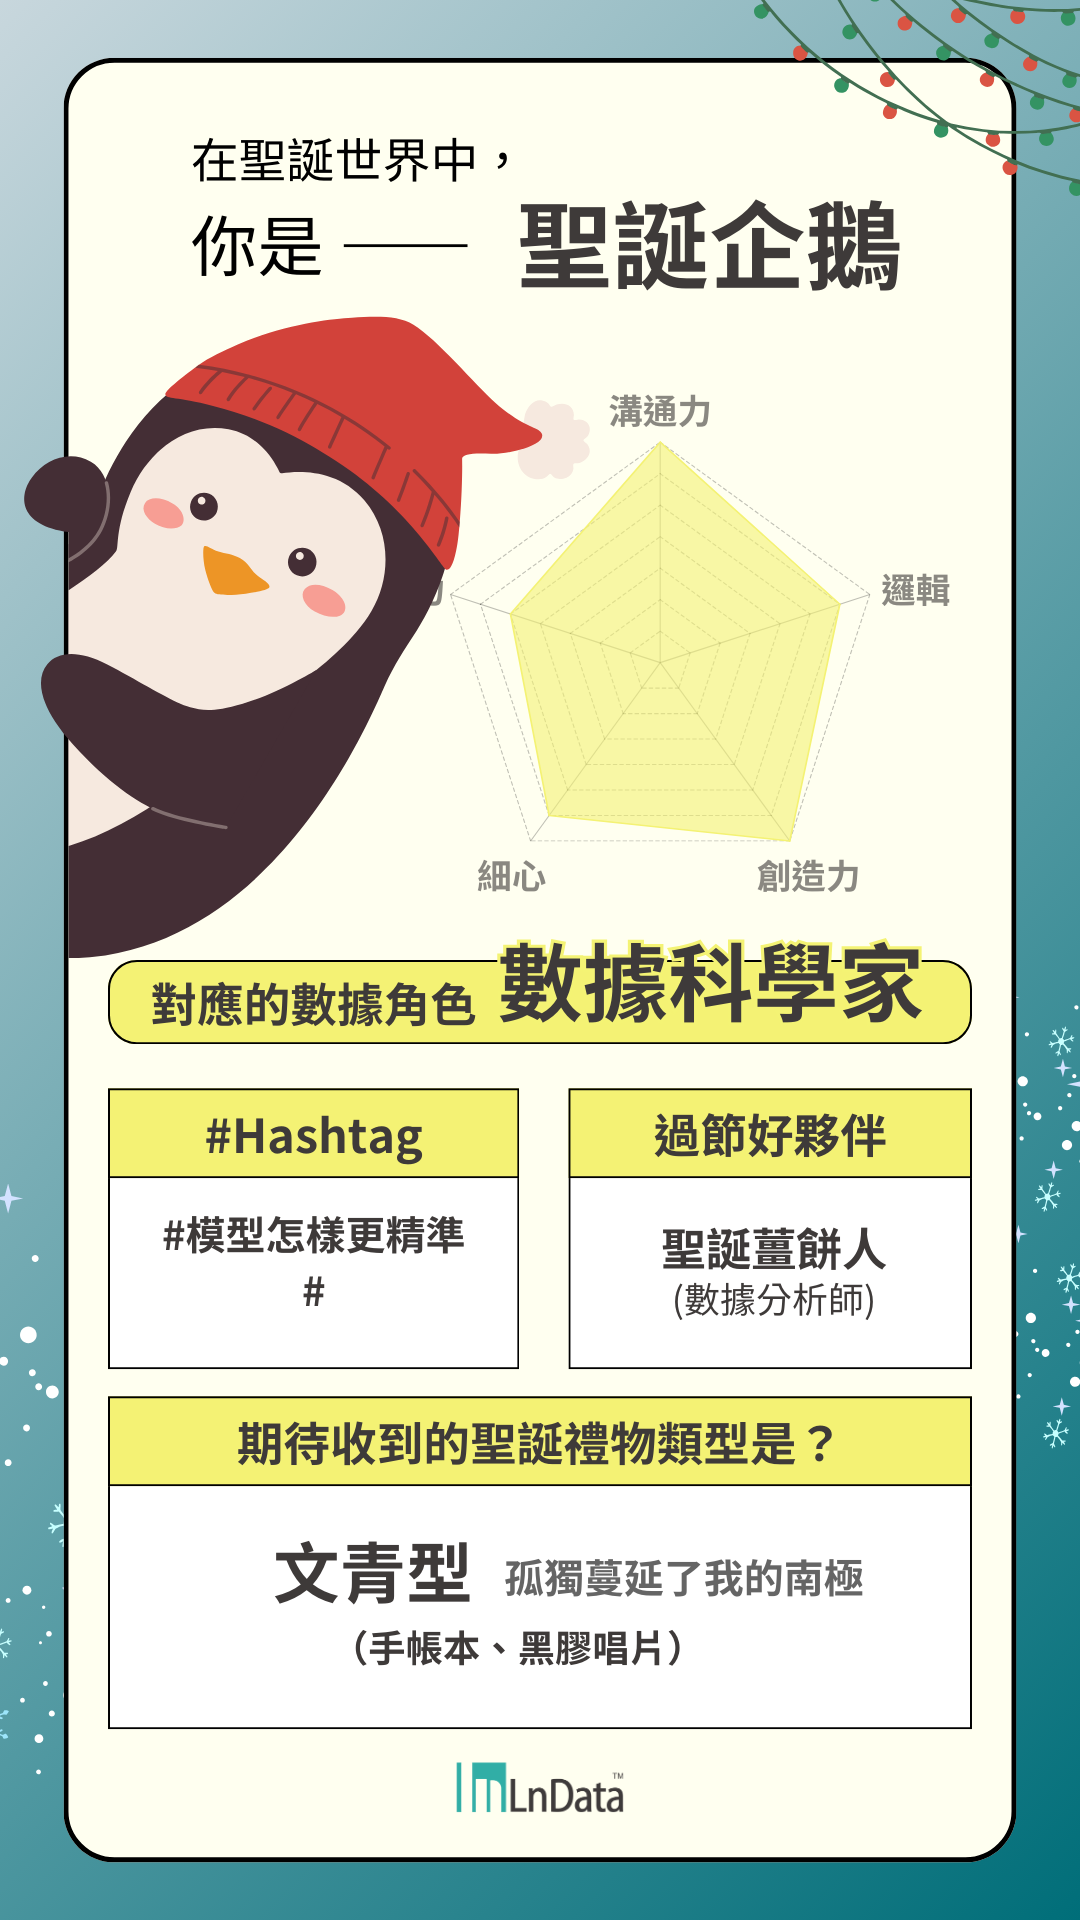 在聖誕世界中，
你是 —— 聖誕企鵝
溝通力
邏輯
細心
創造力
對應的數據角色 數據科學家
#Hashtag
#模型怎樣更精準
#
過節好夥伴
聖誕薑餅人
(數據分析師)
期待收到的聖誕禮物類型是？
文青型 孤獨蔓延了我的南極
（手帳本、黑膠唱片）
LnData™